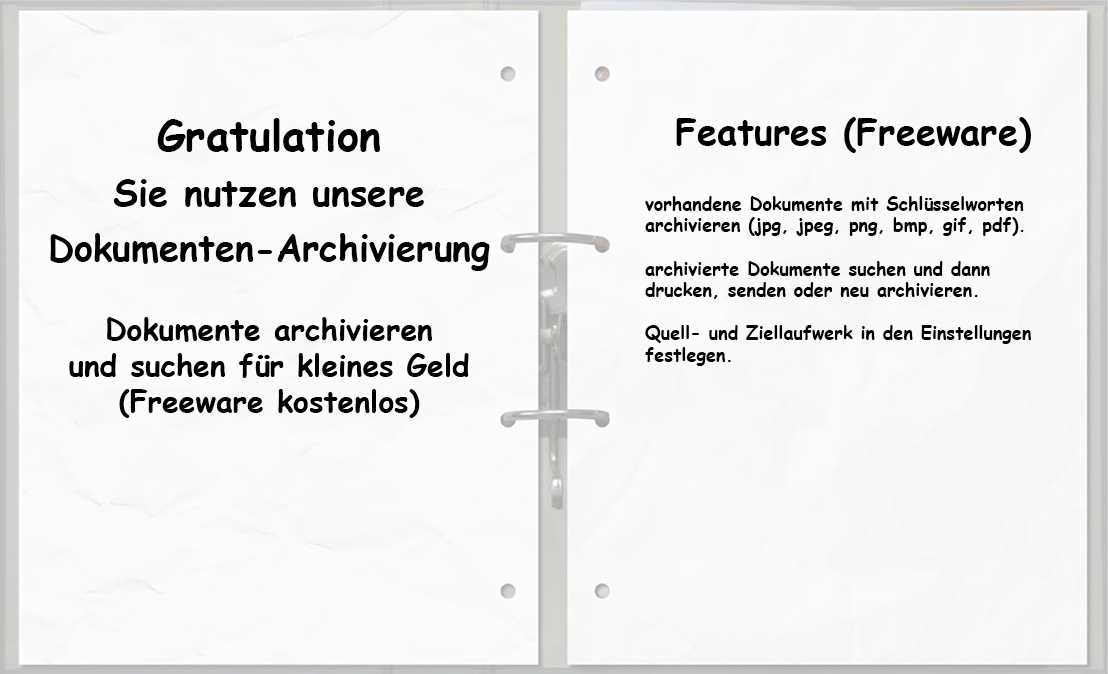 Gratulation
Sie nutzen unsere
Dokumenten-Archivierung
Dokumente archivieren
und suchen für kleines Geld
(Freeware kostenlos)
Features (Freeware)
vorhandene Dokumente mit Schlüsselworten
archivieren (jpg, jpeg, png, bmp, gif, pdf).
archivierte Dokumente suchen und dann
drucken, senden oder neu archivieren.
Quell- und Ziellaufwerk in den Einstellungen
festlegen.